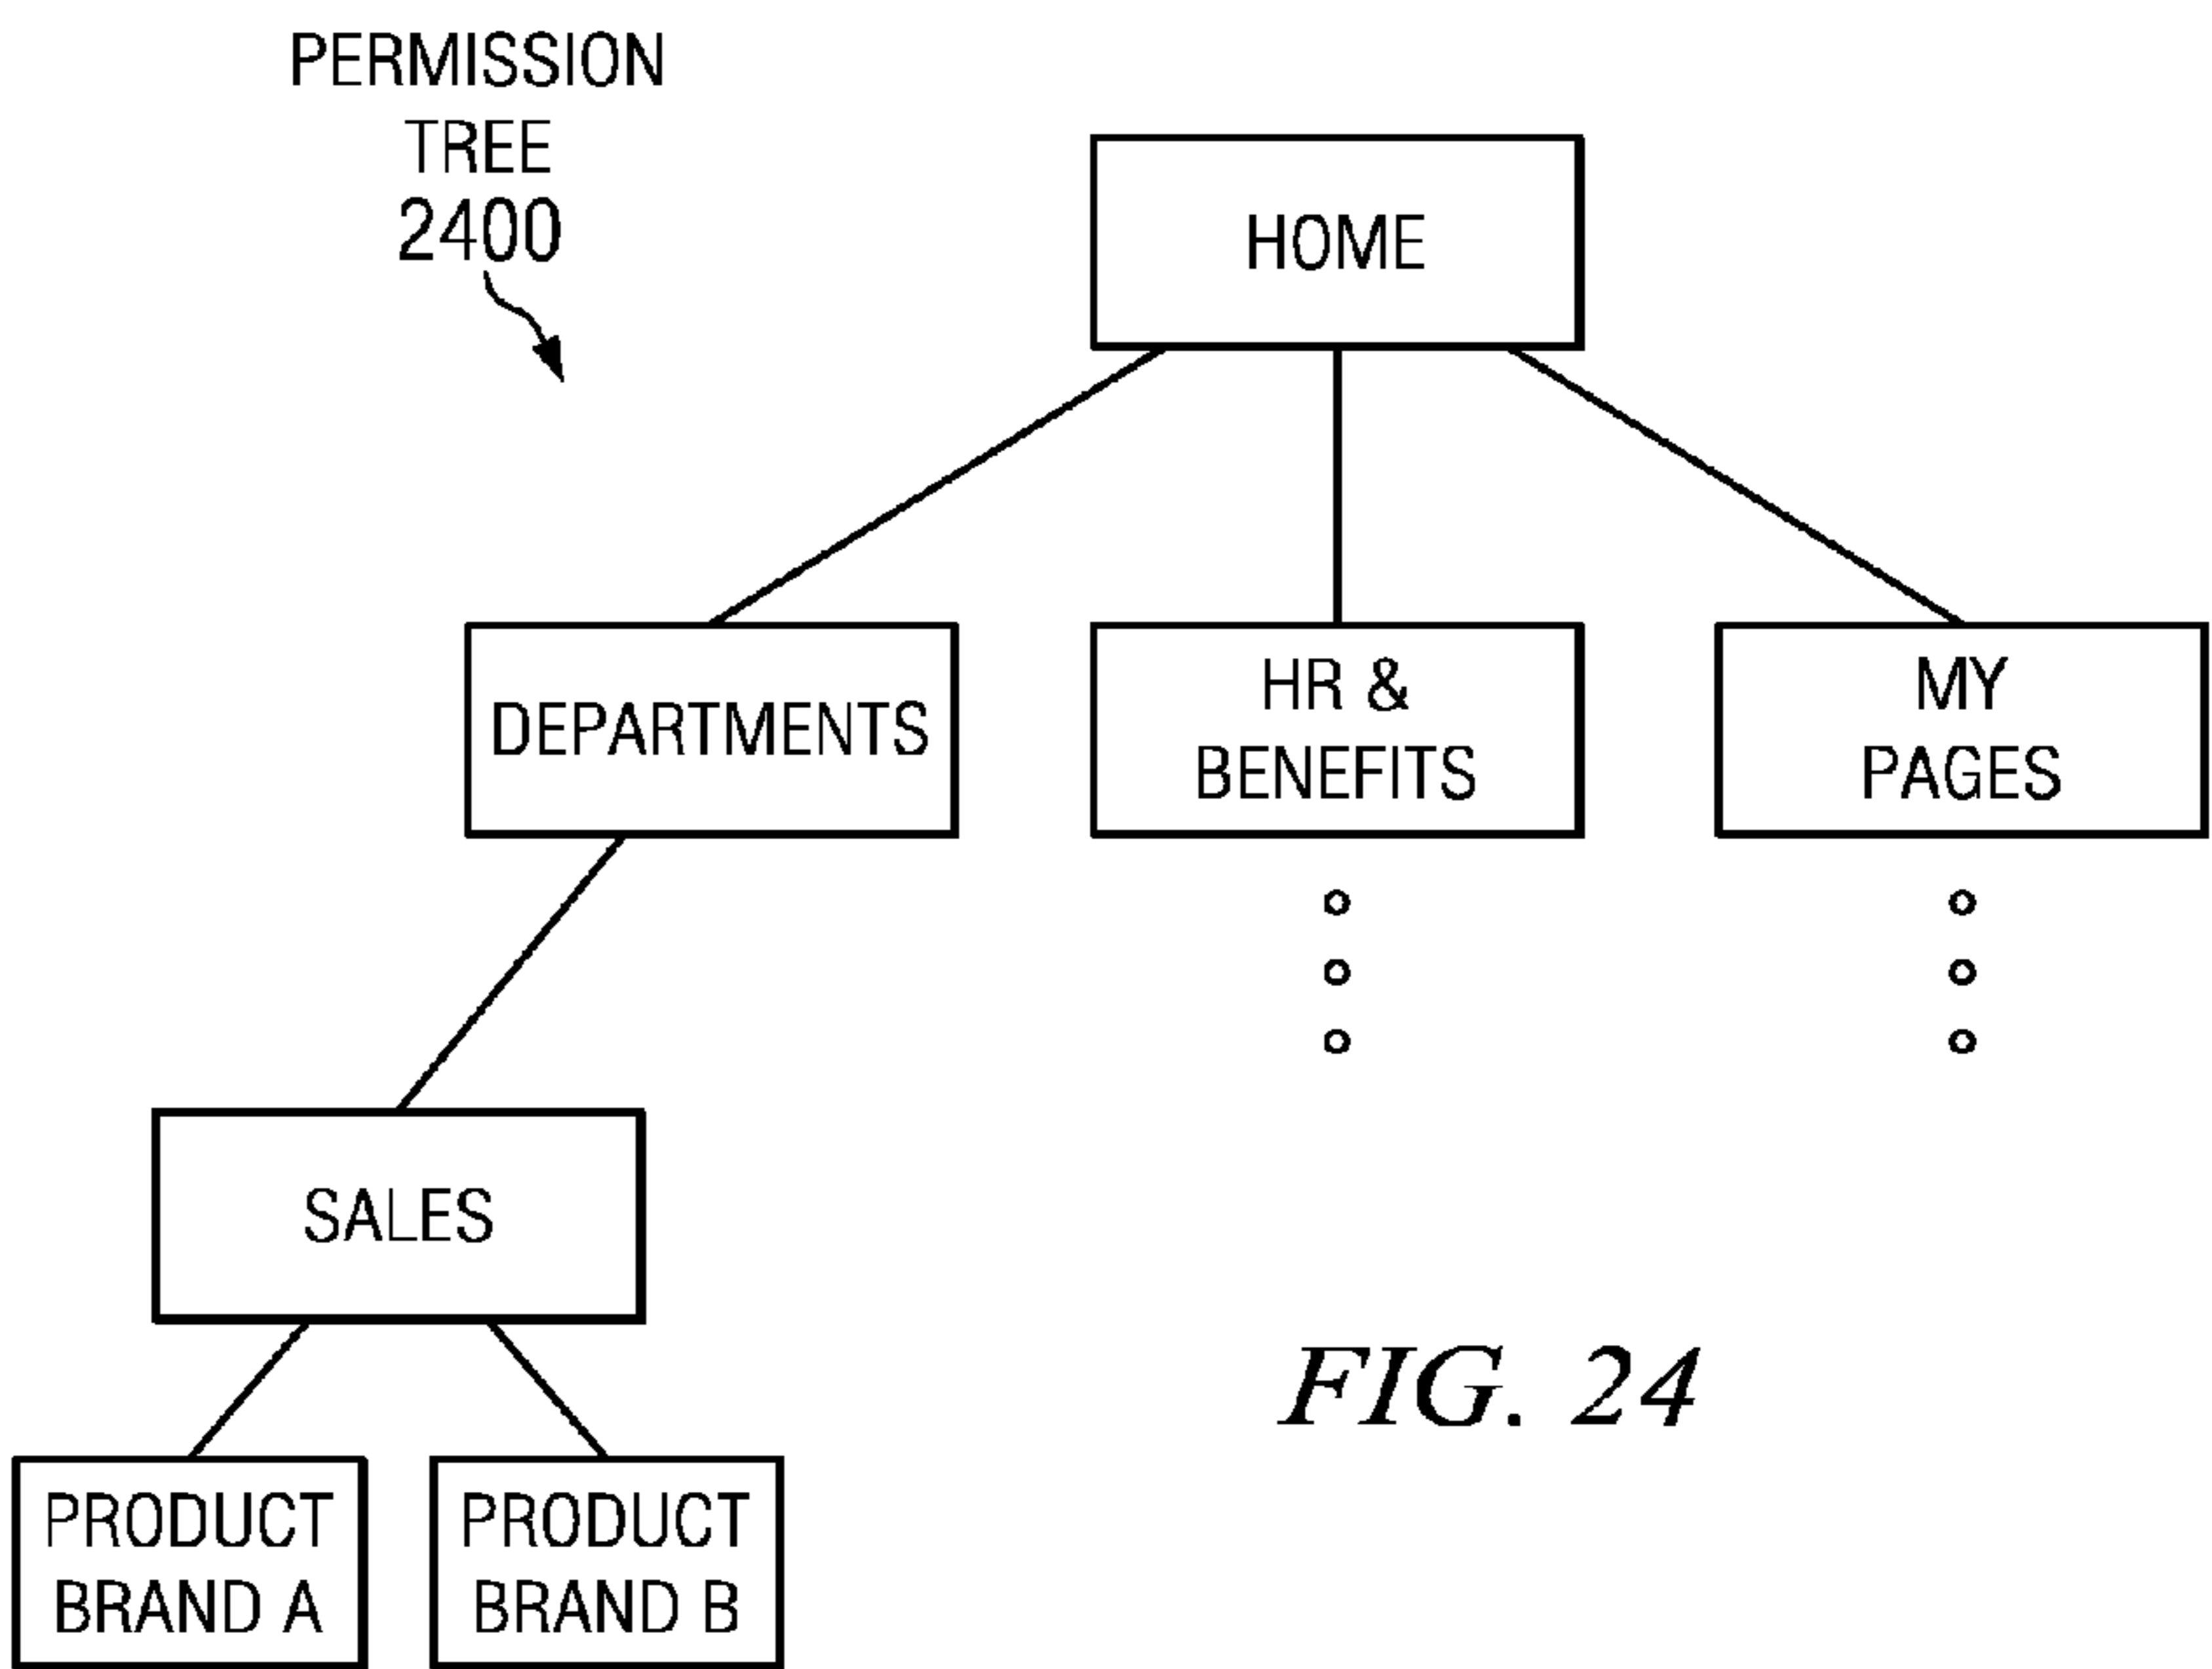 PERMISSION
TREE
2400
HOME
DEPARTMENTS
HR &
BENEFITS
MY
PAGES
SALES
PRODUCT
BRAND A
PRODUCT
BRAND B
FIG. 24